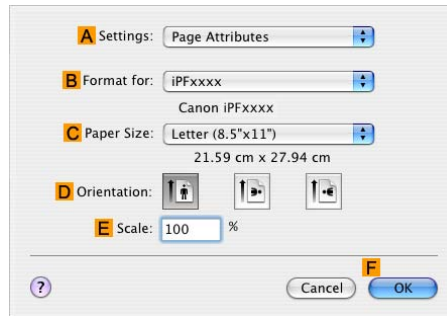 A Settings: Page Attributes
B Format for: iPFxxxx
Canon iPFxxxx
C Paper Size: Letter (8.5"x11")
21.59 cm x 27.94 cm
D Orientation:
E Scale: 100 %
F
? Cancel OK